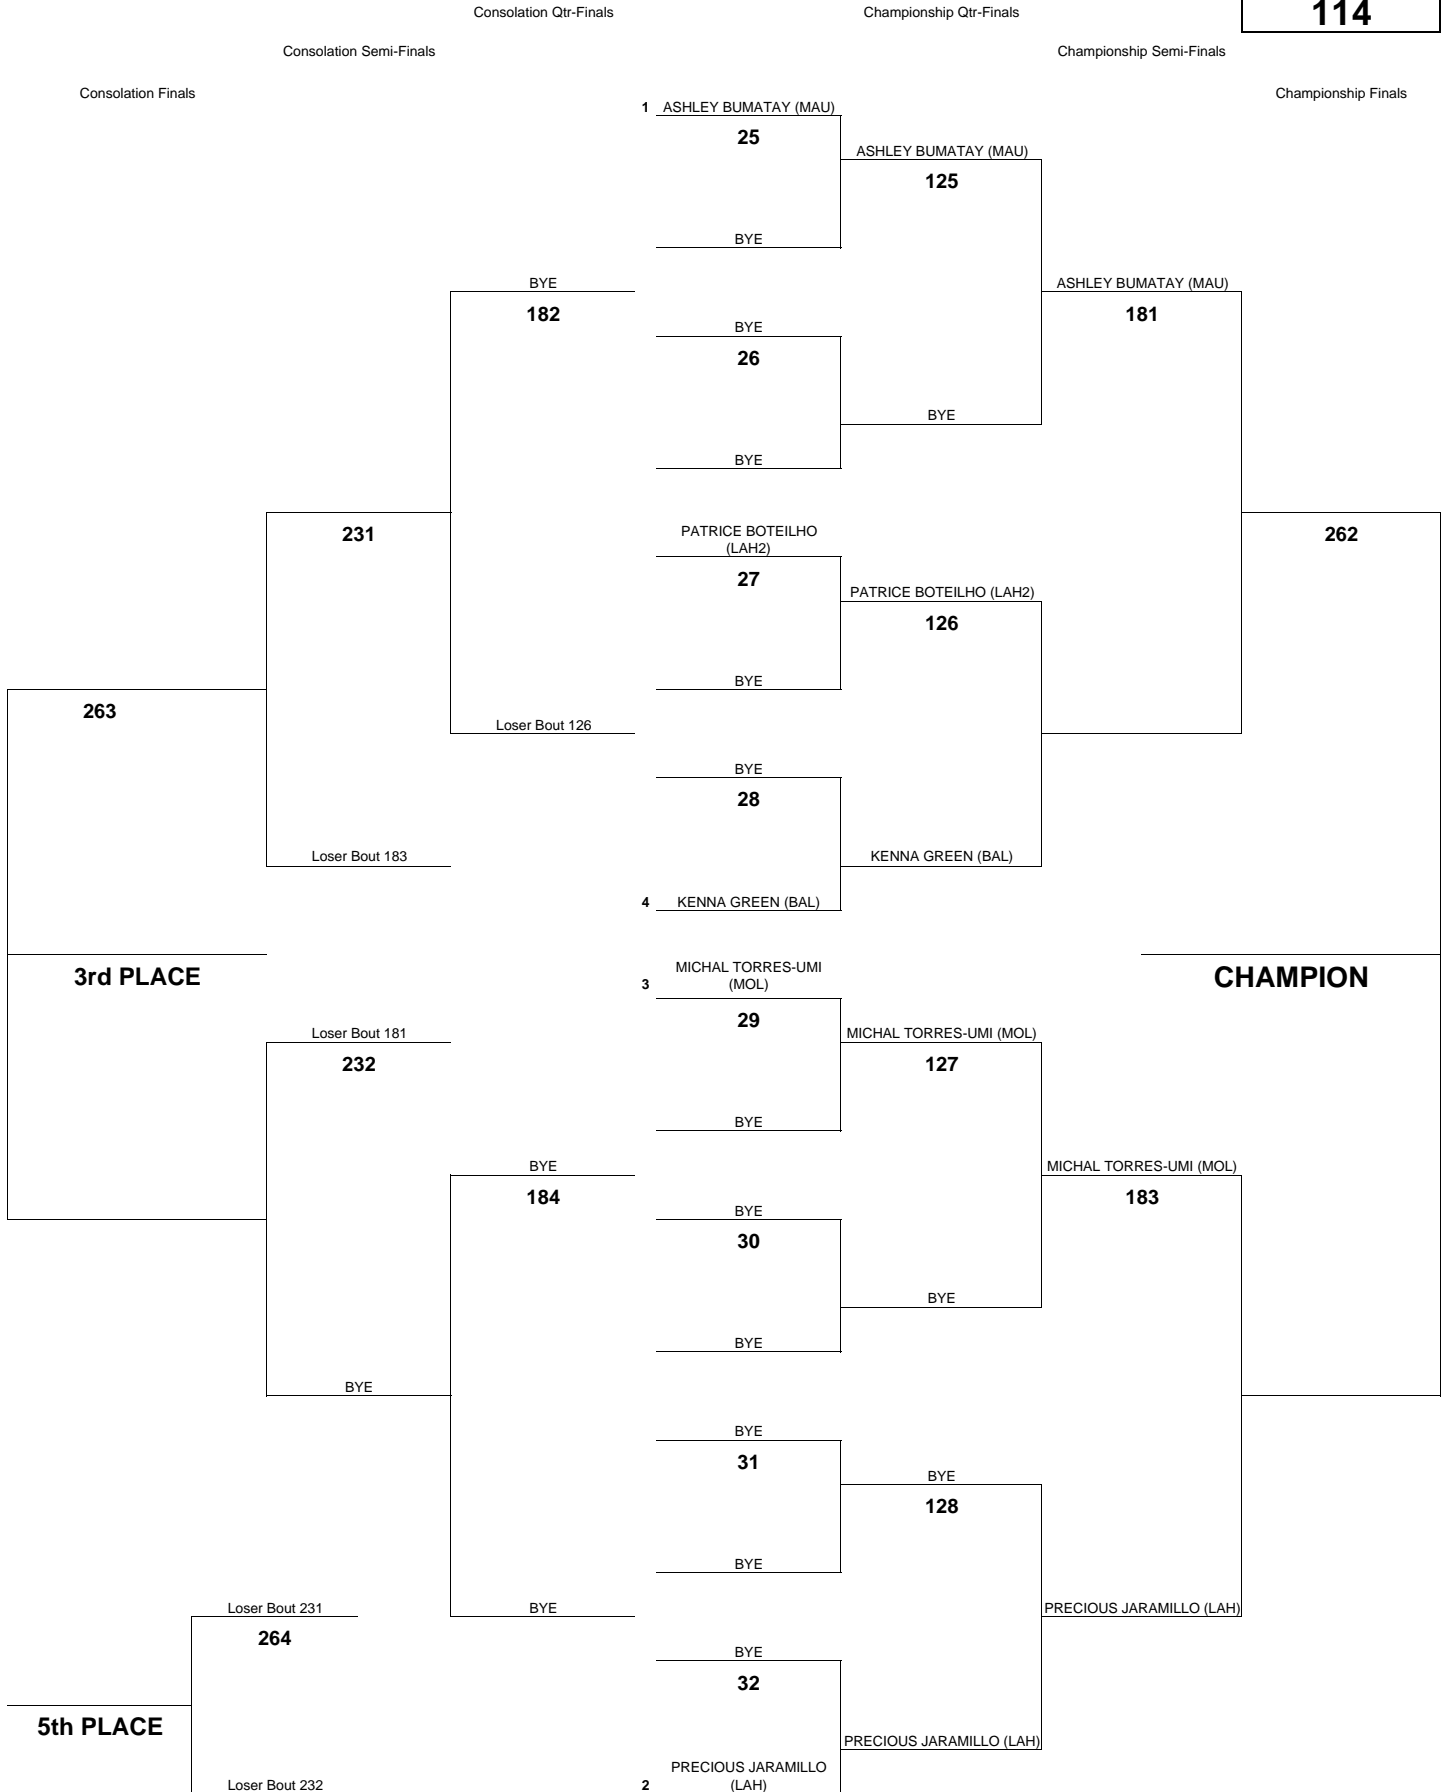 Consolation Qtr-Finals
Championship Qtr-Finals
114
Consolation Semi-Finals
Championship Semi-Finals
Consolation Finals
Championship Finals
1 ASHLEY BUMATAY (MAU)
25
ASHLEY BUMATAY (MAU)
125
BYE
BYE
ASHLEY BUMATAY (MAU)
182
181
BYE
26
BYE
BYE
231
PATRICE BOTEILHO
(LAH2)
262
27
PATRICE BOTEILHO (LAH2)
126
BYE
263
Loser Bout 126
BYE
28
Loser Bout 183
KENNA GREEN (BAL)
4 KENNA GREEN (BAL)
3rd PLACE
MICHAL TORRES-UMI
3 (MOL)
CHAMPION
29
Loser Bout 181
MICHAL TORRES-UMI (MOL)
232
127
BYE
BYE
MICHAL TORRES-UMI (MOL)
184
183
BYE
30
BYE
BYE
BYE
BYE
31
BYE
128
BYE
Loser Bout 231
BYE
PRECIOUS JARAMILLO (LAH)
264
BYE
32
5th PLACE
PRECIOUS JARAMILLO (LAH)
PRECIOUS JARAMILLO
Loser Bout 232
2 (LAH)